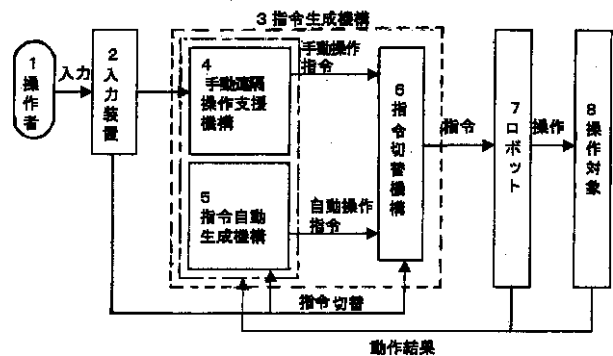 3 指令生成機構
1 操作者
入力
2 入力装置
4
手動遠隔
操作支援
機構
手動操作
指令
5
指令自動
生成機構
自動操作
指令
6 指令切替機構
指令
7 ロボット
操作
8 操作対象
指令切替
動作結果